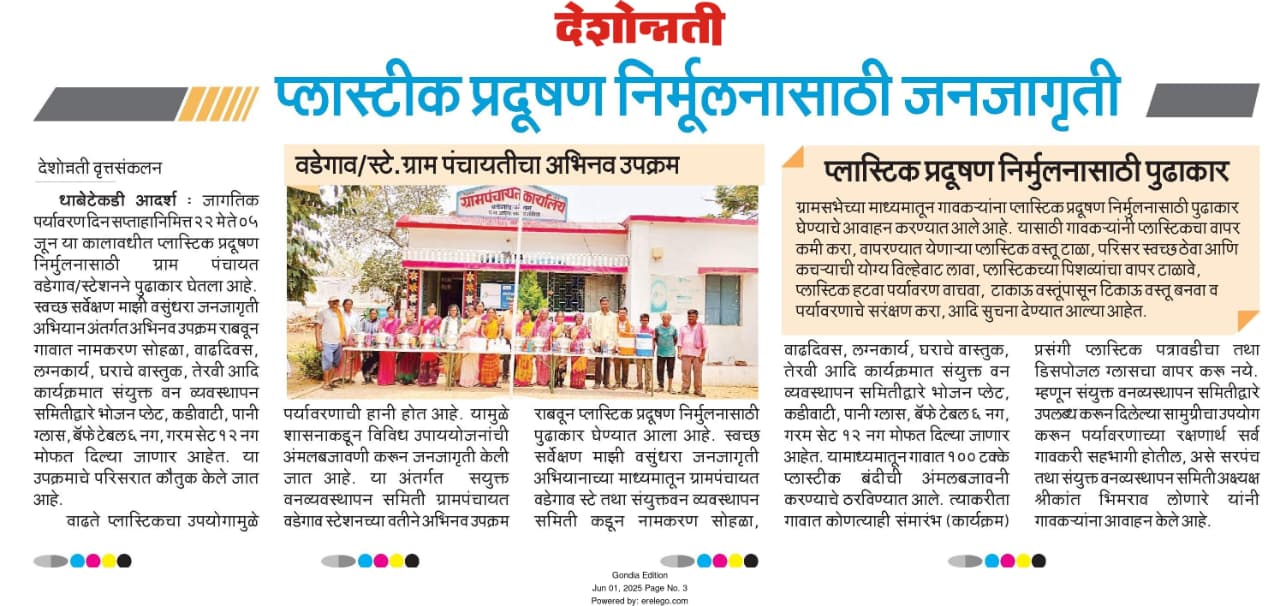 देशोन्नती
प्लास्टीक प्रदूषण निर्मूलनासाठी जनजागृती
देशोन्नती वृत्तसंकलन
धाबेटेकडी आदर्श : जागतिक
पर्यावरण दिन सप्ताहानिमित्त २२ मे ते ०५
जून या कालावधीत प्लास्टिक प्रदूषण
निर्मुलनासाठी ग्राम पंचायत
वडेगाव/स्टेशनने पुढाकार घेतला आहे.
स्वच्छ सर्वेक्षण माझी वसुंधरा जनजागृती
अभियान अंतर्गत अभिनव उपक्रम राबवून
गावात नामकरण सोहळा, वाढदिवस,
लग्नकार्य, घराचे वास्तुक, तेरवी आदि
कार्यक्रमात संयुक्त वन व्यवस्थापन
समितीद्वारे भोजन प्लेट, कडीवाटी, पानी
ग्लास, बॅफे टेबल ६ नग, गरम सेट १२ नग
मोफत दिल्या जाणार आहेत. या
उपक्रमाचे परिसरात कौतुक केले जात
आहे.
वाढते प्लास्टिकचा उपयोगामुळे
वडेगाव/स्टे.ग्राम पंचायतीचा अभिनव उपक्रम
ग्रामपंचायत कार्यालय
पर्यावरणाची हानी होत आहे. यामुळे
शासनाकडून विविध उपाययोजनांची
अंमलबजावणी करून जनजागृती केली
जात आहे. या अंतर्गत सयुक्त
वनव्यवस्थापन समिती ग्रामपंचायत
वडेगाव स्टेशनच्या वतीने अभिनव उपक्रम
राबवून प्लास्टिक प्रदूषण निर्मुलनासाठी
पुढाकार घेण्यात आला आहे. स्वच्छ
सर्वेक्षण माझी वसुंधरा जनजागृती
अभियानाच्या माध्यमातून ग्रामपंचायत
वडेगाव स्टे तथा संयुक्तवन व्यवस्थापन
समिती कडून नामकरण सोहळा,
प्लास्टिक प्रदूषण निर्मुलनासाठी पुढाकार
ग्रामसभेच्या माध्यमातून गावकऱ्यांना प्लास्टिक प्रदूषण निर्मुलनासाठी पुढाकार
घेण्याचे आवाहन करण्यात आले आहे. यासाठी गावकऱ्यांनी प्लास्टिकचा वापर
कमी करा, वापरण्यात येणाऱ्या प्लास्टिक वस्तू टाळा, परिसर स्वच्छ ठेवा आणि
कचऱ्याची योग्य विल्हेवाट लावा, प्लास्टिकच्या पिशव्यांचा वापर टाळावे,
प्लास्टिक हटवा पर्यावरण वाचवा, टाकाऊ वस्तूंपासून टिकाऊ वस्तू बनवा व
पर्यावरणाचे सरंक्षण करा, आदि सुचना देण्यात आल्या आहेत.
वाढदिवस, लग्नकार्य, घराचे वास्तुक,
तेरवी आदि कार्यक्रमात संयुक्त वन
व्यवस्थापन समितीद्वारे भोजन प्लेट,
कडीवाटी, पानी ग्लास, बॅफे टेबल ६ नग,
गरम सेट १२ नग मोफत दिल्या जाणार
आहेत. यामाध्यमातून गावात १०० टक्के
प्लास्टीक बंदीची अंमलबजावनी
करण्याचे ठरविण्यात आले. त्याकरीता
गावात कोणत्याही समारंभ (कार्यक्रम)
प्रसंगी प्लास्टिक पत्रावडीचा तथा
डिसपोजल ग्लासचा वापर करू नये.
म्हणून संयुक्त वनव्यस्थापन समितीद्वारे
उपलब्ध करून दिलेल्या सामुग्रीचा उपयोग
करून पर्यावरणाच्या रक्षणार्थ सर्व
गावकरी सहभागी होतील, असे सरपंच
तथा संयुक्त वनव्यस्थापन समिती अध्यक्ष
श्रीकांत भिमराव लोणारे यांनी
गावकऱ्यांना आवाहन केले आहे.
Gondia Edition
Jun 01, 2025 Page No. 3
Powered by: erelego.com